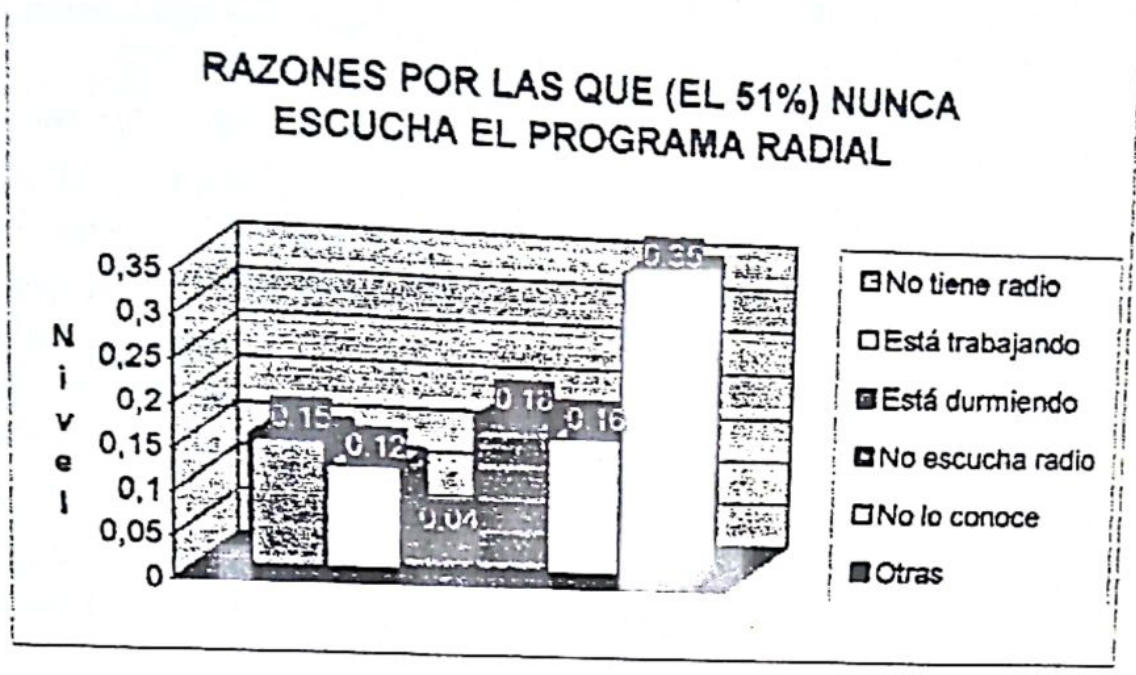 RAZONES POR LAS QUE (EL 51%) NUNCA
ESCUCHA EL PROGRAMA RADIAL
Nivel
0,35
0,3
0,25
0,2
0,15
0,1
0,05
0
0.15
0.12
0.04
0.16
0.35
No tiene radio
Está trabajando
Está durmiendo
No escucha radio
No lo conoce
Otras